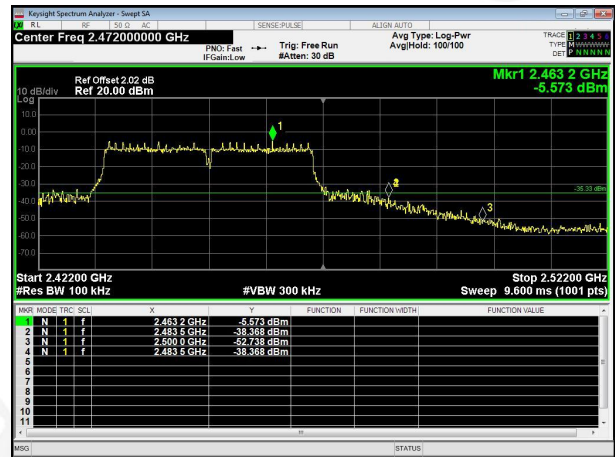 Keysight Spectrum Analyzer - Swept SA
RL RF 50 Ω AC SENSE:PULSE ALIGN AUTO
Center Freq 2.472000000 GHz Avg Type: Log-Pwr TRACE 1 2 3 4 5 6
PNO: Fast Trig: Free Run Avg|Hold: 100/100 TYPE M WWWWW
IFGain:Low #Atten: 30 dB DET P N N N N N
Mkr1 2.463 2 GHz
Ref Offset 2.02 dB
10 dB/div Ref 20.00 dBm -5.573 dBm
Log
10.0
0.00
-10.0
-20.0
-30.0
-40.0
-50.0
-60.0
-70.0
1
2
3
-35.33 dBm
Start 2.42200 GHz Stop 2.52200 GHz
#Res BW 100 kHz #VBW 300 kHz Sweep 9.600 ms (1001 pts)
MKR MODE TRC SCL X Y FUNCTION FUNCTION WIDTH FUNCTION VALUE
1 N 1 f 2.463 2 GHz -5.573 dBm
2 N 1 f 2.483 5 GHz -38.368 dBm
3 N 1 f 2.500 0 GHz -52.738 dBm
4 N 1 f 2.483 5 GHz -38.368 dBm
5
6
7
8
9
10
11
MSG STATUS